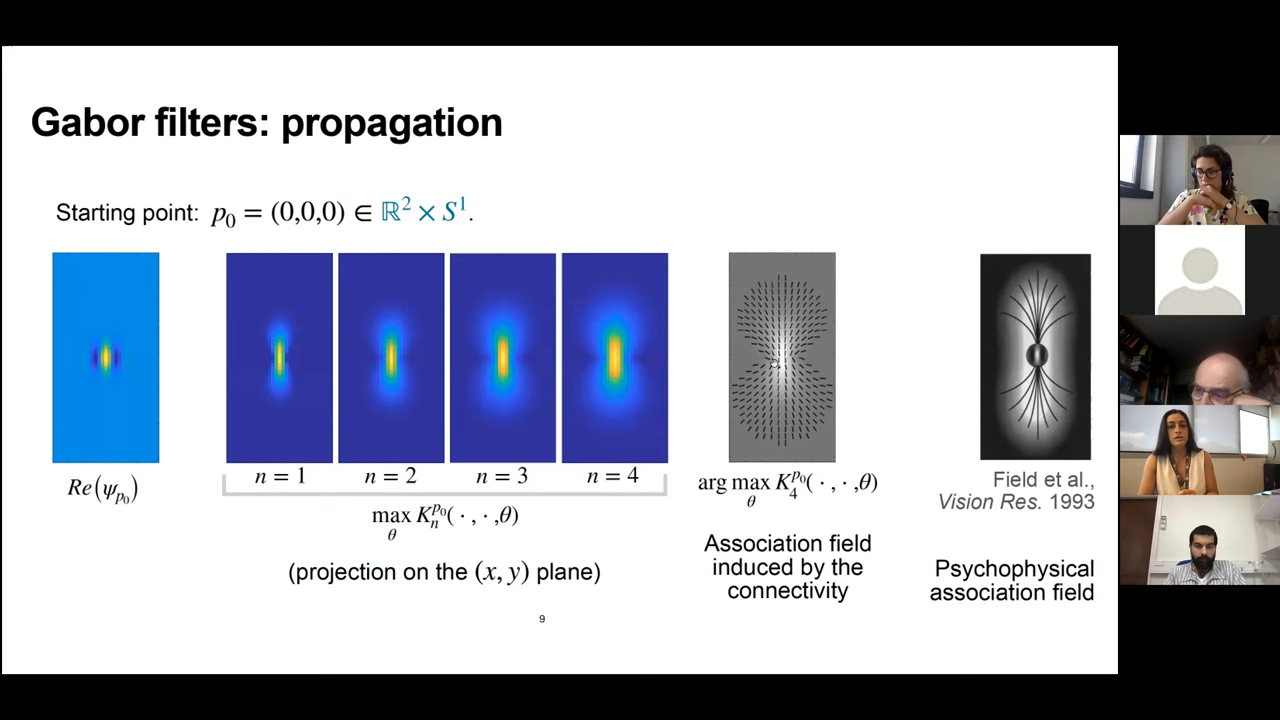 Gabor filters: propagation
Starting point: p₀ = (0,0,0) ∈ ℝ² × S¹.
Re(ψ_{p₀})
n = 1 n = 2 n = 3 n = 4
max_θ K_n^{p₀}(· , · ,θ)
(projection on the (x, y) plane)
arg max_θ K_4^{p₀}(· , · ,θ)
Association field
induced by the
connectivity
Field et al.,
Vision Res. 1993
Psychophysical
association field
9